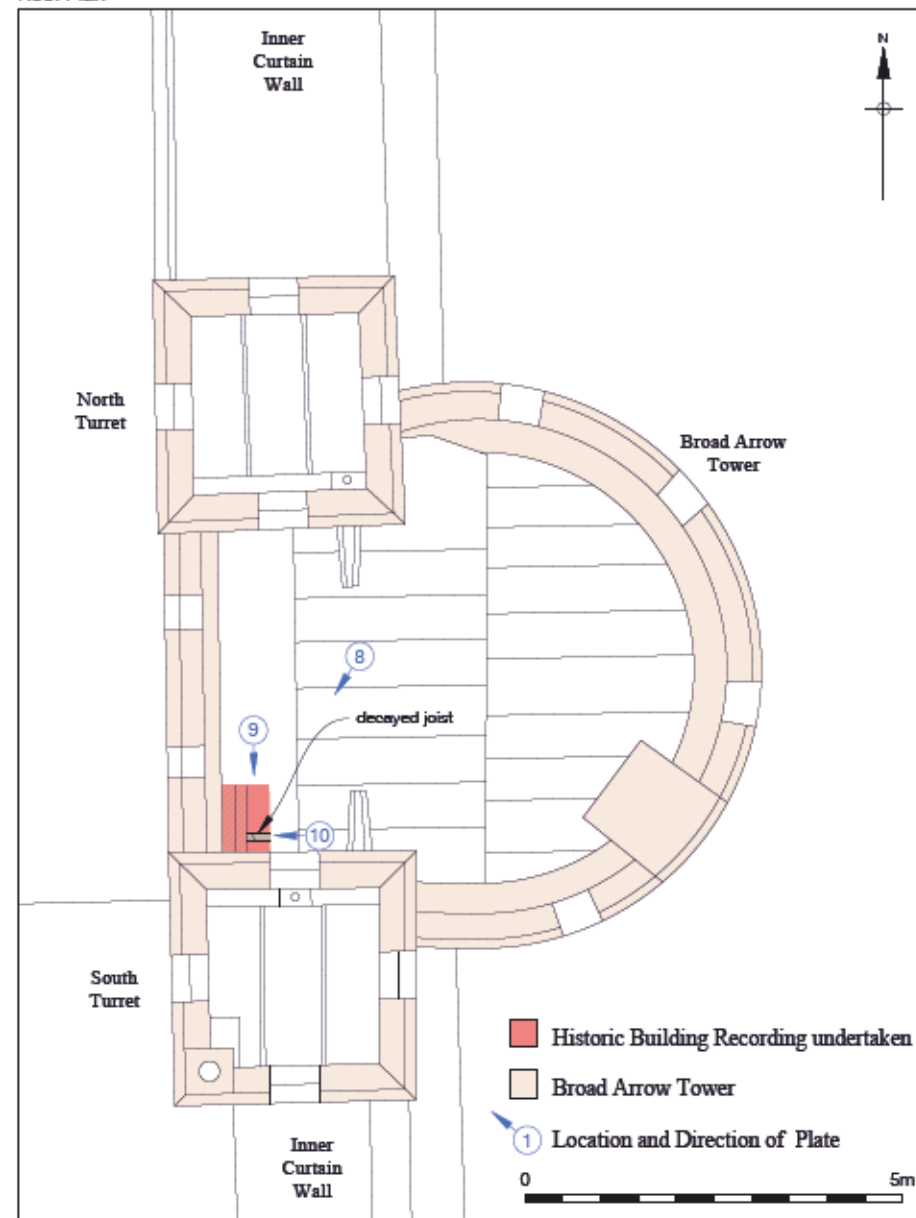 Inner
Curtain
Wall
N
North
Turret
Broad Arrow
Tower
8
decayed joist
9
10
South
Turret
Historic Building Recording undertaken
Broad Arrow Tower
1 Location and Direction of Plate
Inner
Curtain
Wall
0 5m